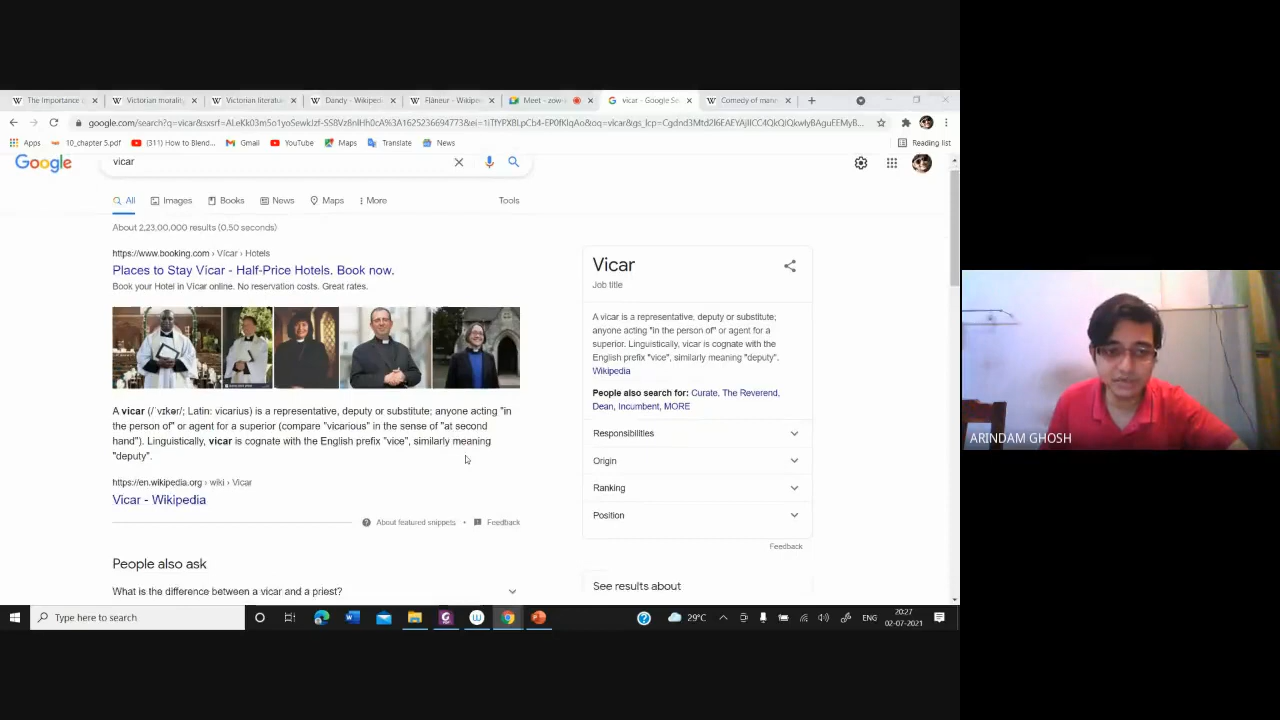 The Importance
Victorian morali
Victorian literatur
Dandy - Wikiped
Flâneur - Wikipe
Meet - zow
vicar - Google Se
Comedy of mann
Apps
10_chapter 5.pdf
(311) How to Blend...
Gmail
YouTube
Maps
Translate
News
Reading list
Google
vicar
All
Images
Books
News
Maps
More
Tools
About 2,23,00,000 results (0.50 seconds)
https://www.booking.com › Vicar › Hotels
Places to Stay Vicar - Half-Price Hotels. Book now.
Book your Hotel in Vicar online. No reservation costs. Great rates.
A vicar (/ˈvɪkər/; Latin: vicarius) is a representative, deputy or substitute; anyone acting "in
the person of" or agent for a superior (compare "vicarious" in the sense of "at second
hand"). Linguistically, vicar is cognate with the English prefix "vice", similarly meaning
"deputy".
https://en.wikipedia.org › wiki › Vicar
Vicar - Wikipedia
About featured snippets • Feedback
People also ask
What is the difference between a vicar and a priest?
Vicar
Job title
A vicar is a representative, deputy or substitute;
anyone acting "in the person of" or agent for a
superior. Linguistically, vicar is cognate with the
English prefix "vice", similarly meaning "deputy".
Wikipedia
People also search for: Curate, The Reverend,
Dean, Incumbent, MORE
Responsibilities
Origin
Ranking
Position
Feedback
See results about
ARINDAM GHOSH
Type here to search
29°C
ENG
20:27
02-07-2021